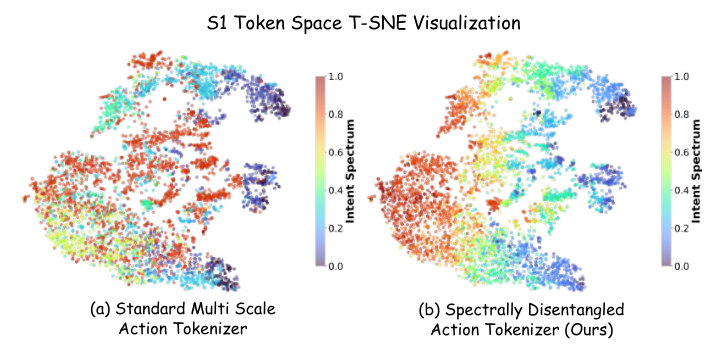 S1 Token Space T-SNE Visualization
1.0
0.8
0.6
0.4
0.2
0.0
Intent Spectrum
1.0
0.8
0.6
0.4
0.2
0.0
Intent Spectrum
(a) Standard Multi Scale
Action Tokenizer
(b) Spectrally Disentangled
Action Tokenizer (Ours)